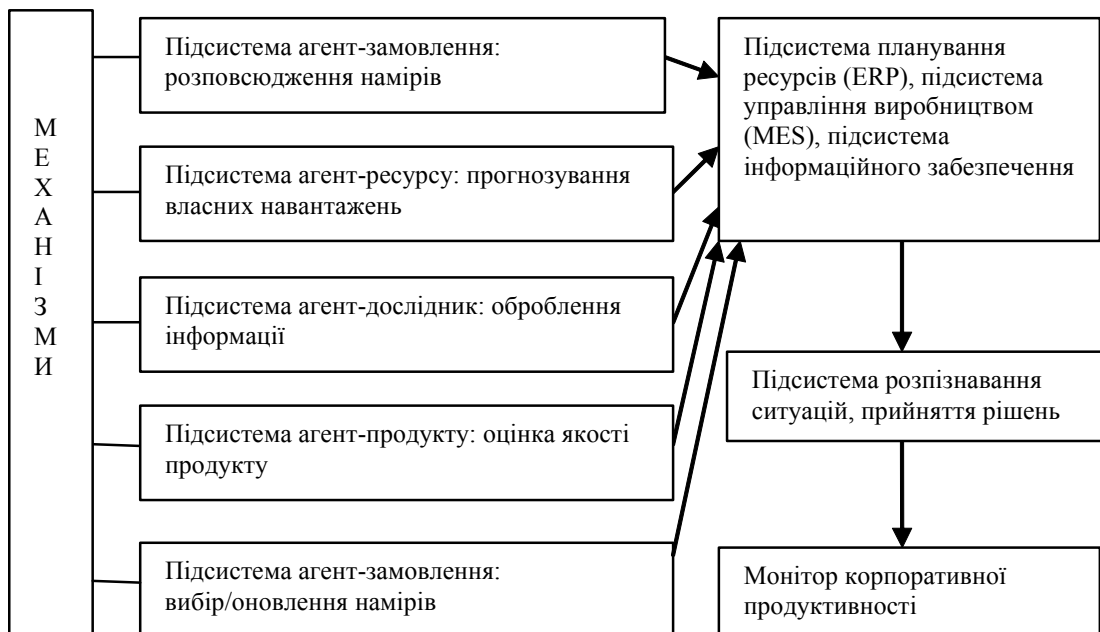 М
Е
Х
А
Н
І
З
М
И
Підсистема агент-замовлення:
розповсюдження намірів
Підсистема агент-ресурсу: прогнозування
власних навантажень
Підсистема агент-дослідник: оброблення
інформації
Підсистема агент-продукту: оцінка якості
продукту
Підсистема агент-замовлення:
вибір/оновлення намірів
Підсистема планування
ресурсів (ERP), підсистема
управління виробництвом
(MES), підсистема
інформаційного забезпечення
Підсистема розпізнавання
ситуацій, прийняття рішень
Монітор корпоративної
продуктивності